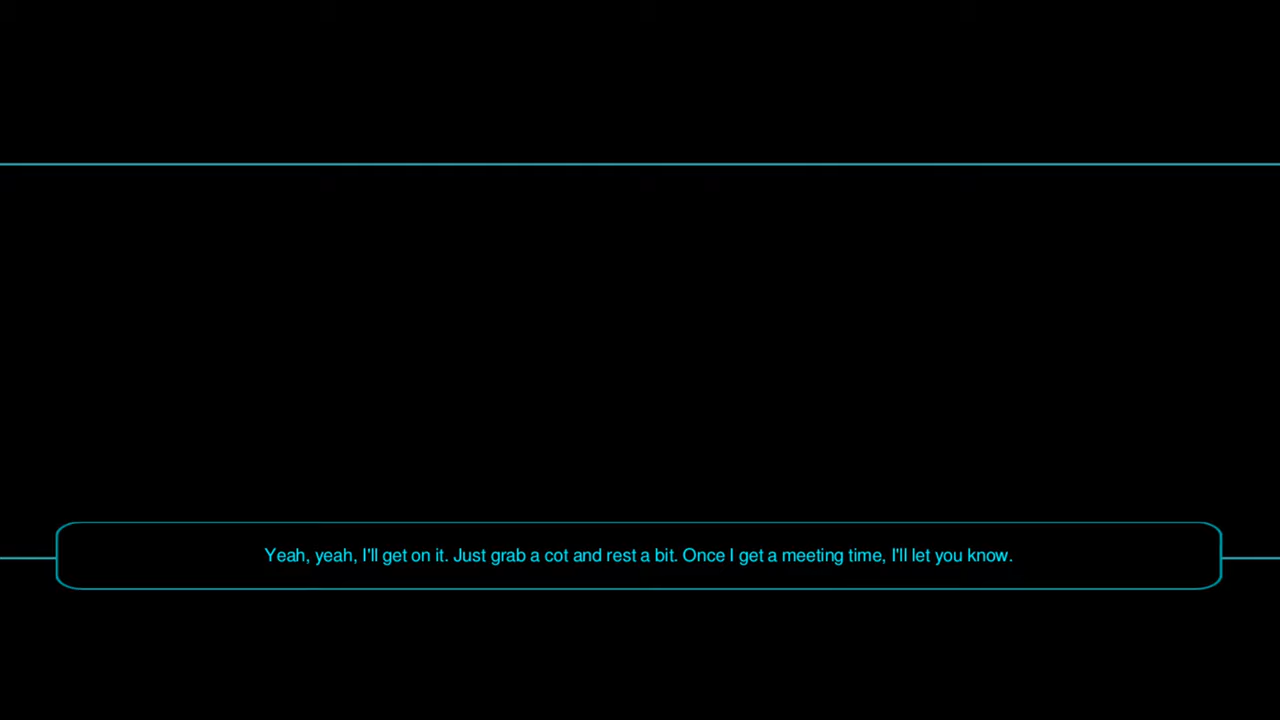 Yeah, yeah, I'll get on it. Just grab a cot and rest a bit. Once I get a meeting time, I'll let you know.